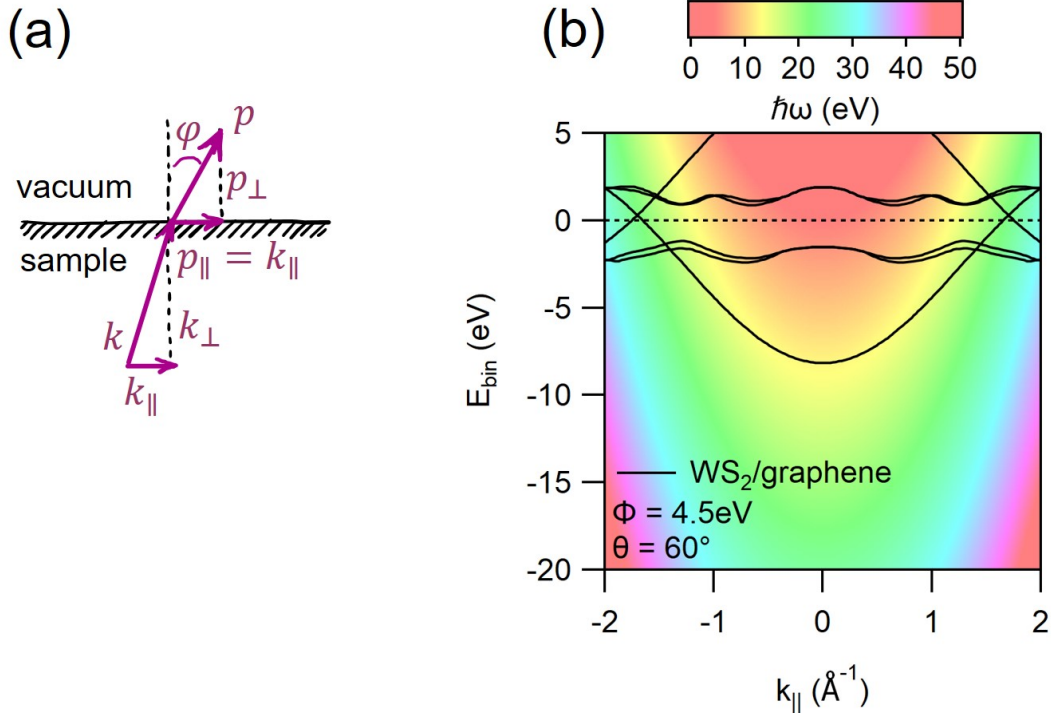 (a)
φ
p
vacuum
p⊥
sample
p∥ = k∥
k
k⊥
k∥
(b)
0 10 20 30 40 50
ħω (eV)
5
0
-5
-10
-15
-20
E_bin (eV)
WS₂/graphene
Φ = 4.5eV
θ = 60°
-2 -1 0 1 2
k∥ (Å⁻¹)